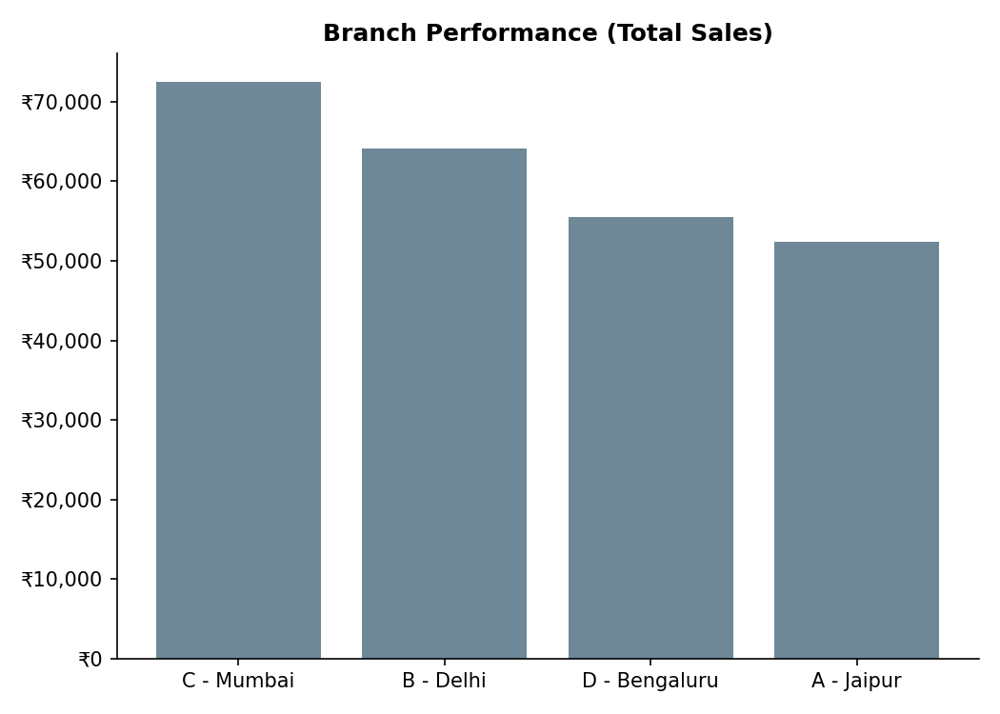 Branch Performance (Total Sales)
₹70,000
₹60,000
₹50,000
₹40,000
₹30,000
₹20,000
₹10,000
₹0
C - Mumbai
B - Delhi
D - Bengaluru
A - Jaipur